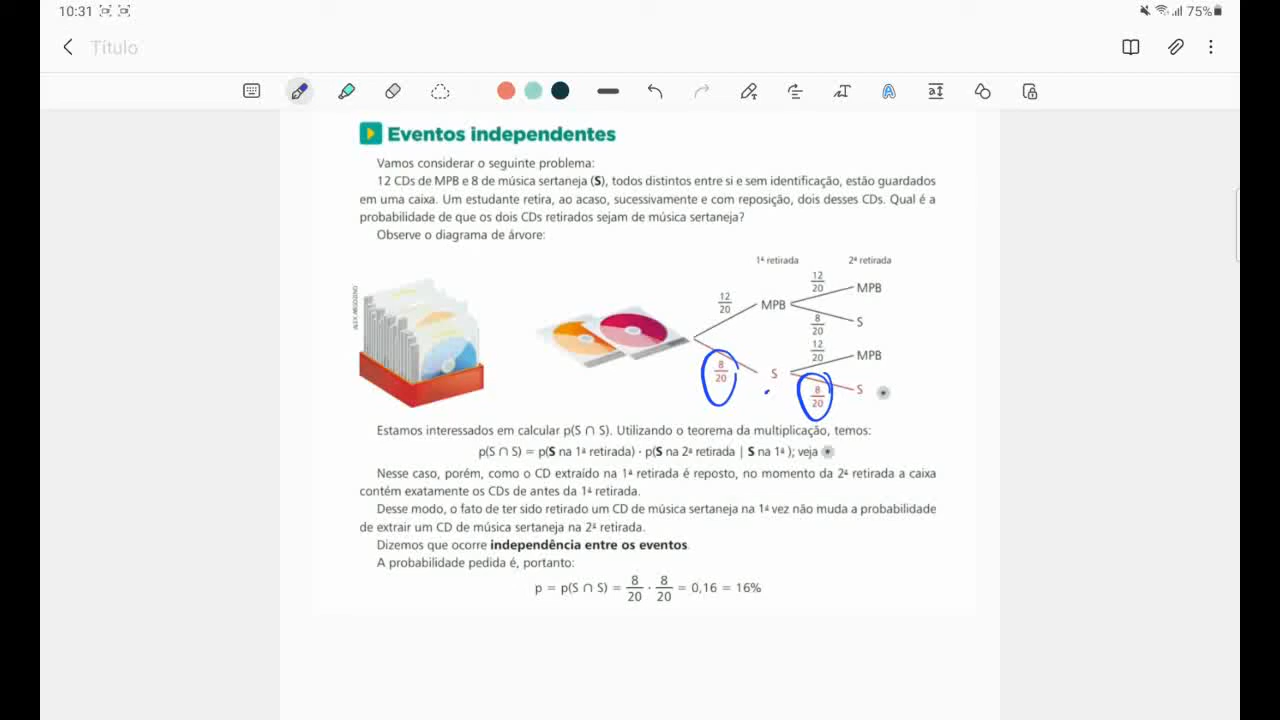 10:31
75%
Título
Eventos independentes
Vamos considerar o seguinte problema:
12 CDs de MPB e 8 de música sertaneja (S), todos distintos entre si e sem identificação, estão guardados
em uma caixa. Um estudante retira, ao acaso, sucessivamente e com reposição, dois desses CDs. Qual é a
probabilidade de que os dois CDs retirados sejam de música sertaneja?
Observe o diagrama de árvore:
1ª retirada 2ª retirada
12/20 MPB
12/20 MPB
8/20 S
8/20 S
12/20 MPB
8/20 S
Estamos interessados em calcular p(S ∩ S). Utilizando o teorema da multiplicação, temos:
p(S ∩ S) = p(S na 1ª retirada) · p(S na 2ª retirada | S na 1ª); veja
Nesse caso, porém, como o CD extraído na 1ª retirada é reposto, no momento da 2ª retirada a caixa
contém exatamente os CDs de antes da 1ª retirada.
Desse modo, o fato de ter sido retirado um CD de música sertaneja na 1ª vez não muda a probabilidade
de extrair um CD de música sertaneja na 2ª retirada.
Dizemos que ocorre independência entre os eventos.
A probabilidade pedida é, portanto:
p = p(S ∩ S) = 8/20 · 8/20 = 0,16 = 16%